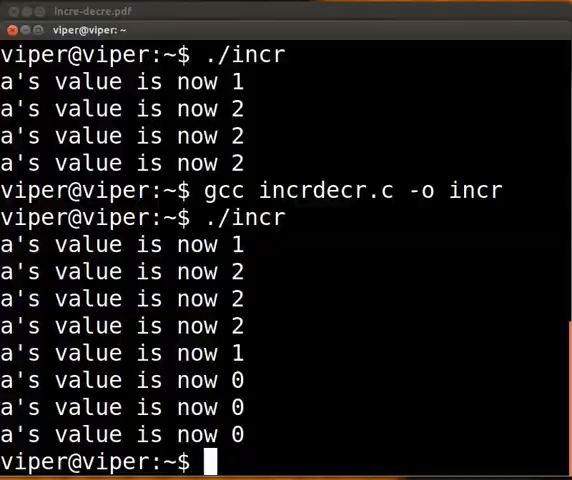 incre-decre.pdf
viper@viper: ~
viper@viper:~$ ./incr
a's value is now 1
a's value is now 2
a's value is now 2
a's value is now 2
viper@viper:~$ gcc incrdecr.c -o incr
viper@viper:~$ ./incr
a's value is now 1
a's value is now 2
a's value is now 2
a's value is now 2
a's value is now 1
a's value is now 0
a's value is now 0
a's value is now 0
viper@viper:~$